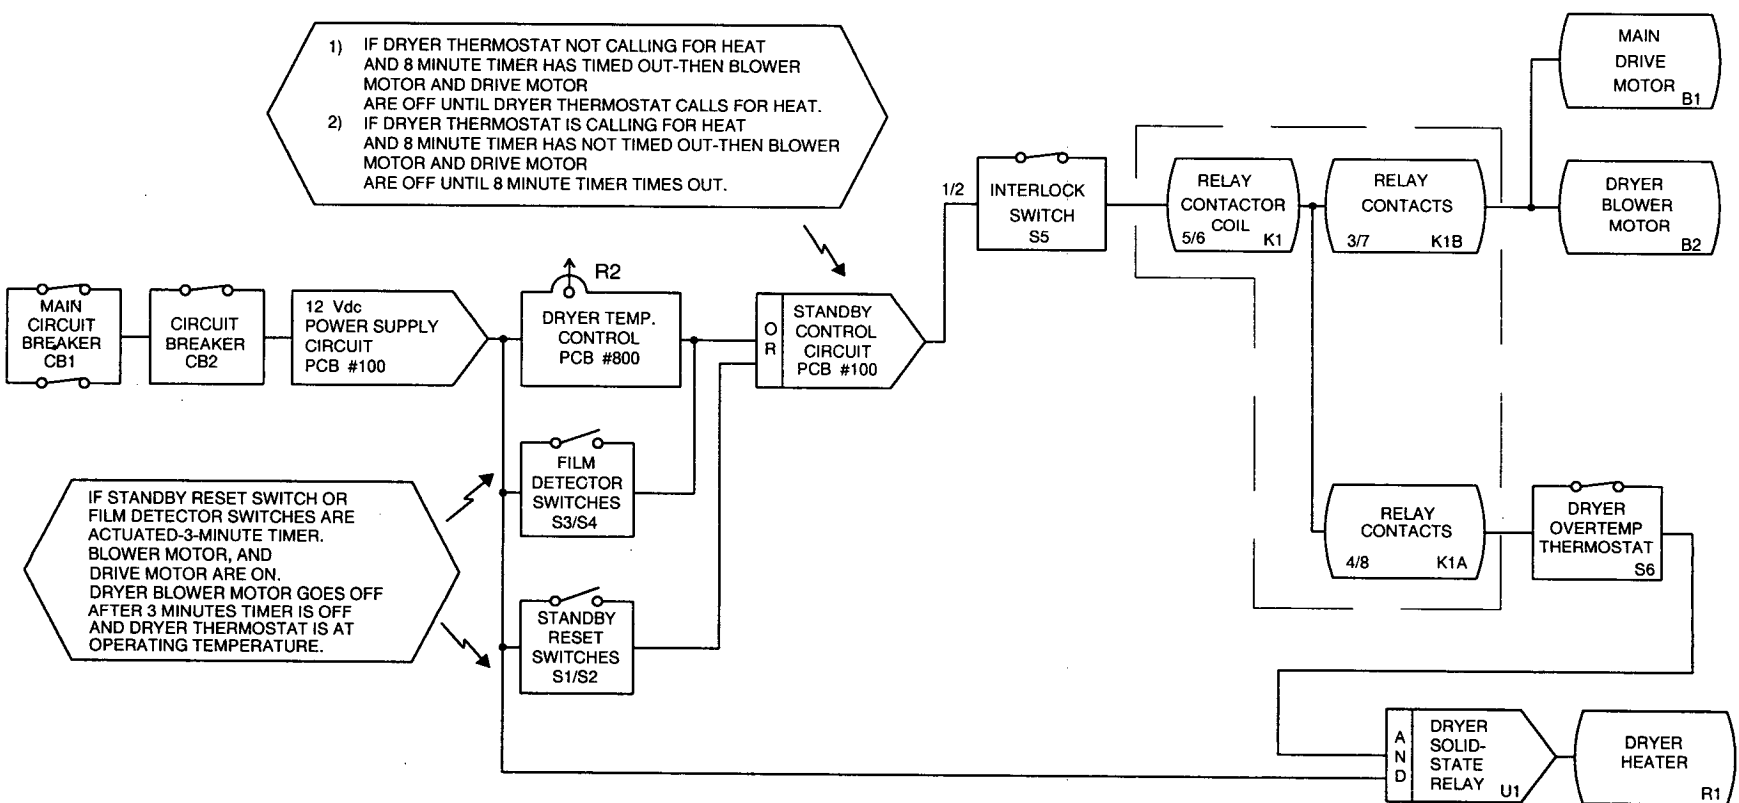 1) IF DRYER THERMOSTAT NOT CALLING FOR HEAT
AND 8 MINUTE TIMER HAS TIMED OUT-THEN BLOWER
MOTOR AND DRIVE MOTOR
ARE OFF UNTIL DRYER THERMOSTAT CALLS FOR HEAT.
2) IF DRYER THERMOSTAT IS CALLING FOR HEAT
AND 8 MINUTE TIMER HAS NOT TIMED OUT-THEN BLOWER
MOTOR AND DRIVE MOTOR
ARE OFF UNTIL 8 MINUTE TIMER TIMES OUT.
MAIN
DRIVE
MOTOR
B1
1/2
INTERLOCK
SWITCH
S5
RELAY
CONTACTOR
COIL
5/6 K1
RELAY
CONTACTS
3/7 K1B
DRYER
BLOWER
MOTOR
B2
MAIN
CIRCUIT
BREAKER
CB1
CIRCUIT
BREAKER
CB2
12 Vdc
POWER SUPPLY
CIRCUIT
PCB #100
R2
DRYER TEMP.
CONTROL
PCB #800
OR
STANDBY
CONTROL
CIRCUIT
PCB #100
FILM
DETECTOR
SWITCHES
S3/S4
IF STANDBY RESET SWITCH OR
FILM DETECTOR SWITCHES ARE
ACTUATED-3-MINUTE TIMER.
BLOWER MOTOR, AND
DRIVE MOTOR ARE ON.
DRYER BLOWER MOTOR GOES OFF
AFTER 3 MINUTES TIMER IS OFF
AND DRYER THERMOSTAT IS AT
OPERATING TEMPERATURE.
STANDBY
RESET
SWITCHES
S1/S2
RELAY
CONTACTS
4/8 K1A
DRYER
OVERTEMP
THERMOSTAT
S6
AND
DRYER
SOLID-
STATE
RELAY
U1
DRYER
HEATER
R1